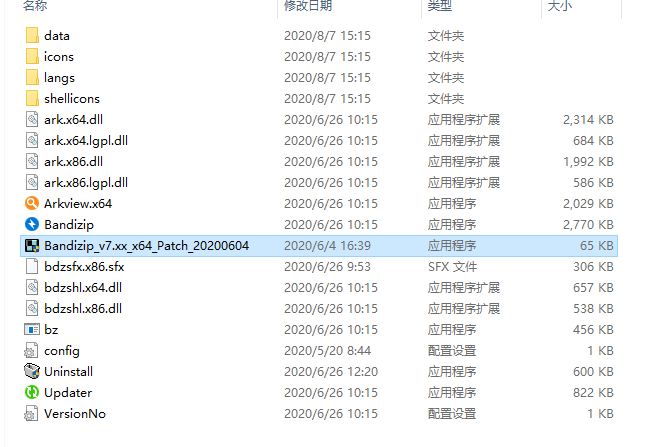 名称 修改日期 类型 大小
data 2020/8/7 15:15 文件夹
icons 2020/8/7 15:15 文件夹
langs 2020/8/7 15:15 文件夹
shellicons 2020/8/7 15:15 文件夹
ark.x64.dll 2020/6/26 10:15 应用程序扩展 2,314 KB
ark.x64.lgpl.dll 2020/6/26 10:15 应用程序扩展 684 KB
ark.x86.dll 2020/6/26 10:15 应用程序扩展 1,992 KB
ark.x86.lgpl.dll 2020/6/26 10:15 应用程序扩展 586 KB
Arkview.x64 2020/6/26 10:15 应用程序 2,029 KB
Bandizip 2020/6/26 10:15 应用程序 2,770 KB
Bandizip_v7.xx_x64_Patch_20200604 2020/6/4 16:39 应用程序 65 KB
bdzsfx.x86.sfx 2020/6/26 9:53 SFX 文件 306 KB
bdzshl.x64.dll 2020/6/26 10:15 应用程序扩展 657 KB
bdzshl.x86.dll 2020/6/26 10:15 应用程序扩展 538 KB
bz 2020/6/26 10:15 应用程序 456 KB
config 2020/5/20 8:44 配置设置 1 KB
Uninstall 2020/6/26 12:20 应用程序 600 KB
Updater 2020/6/26 10:15 应用程序 822 KB
VersionNo 2020/6/26 10:15 配置设置 1 KB